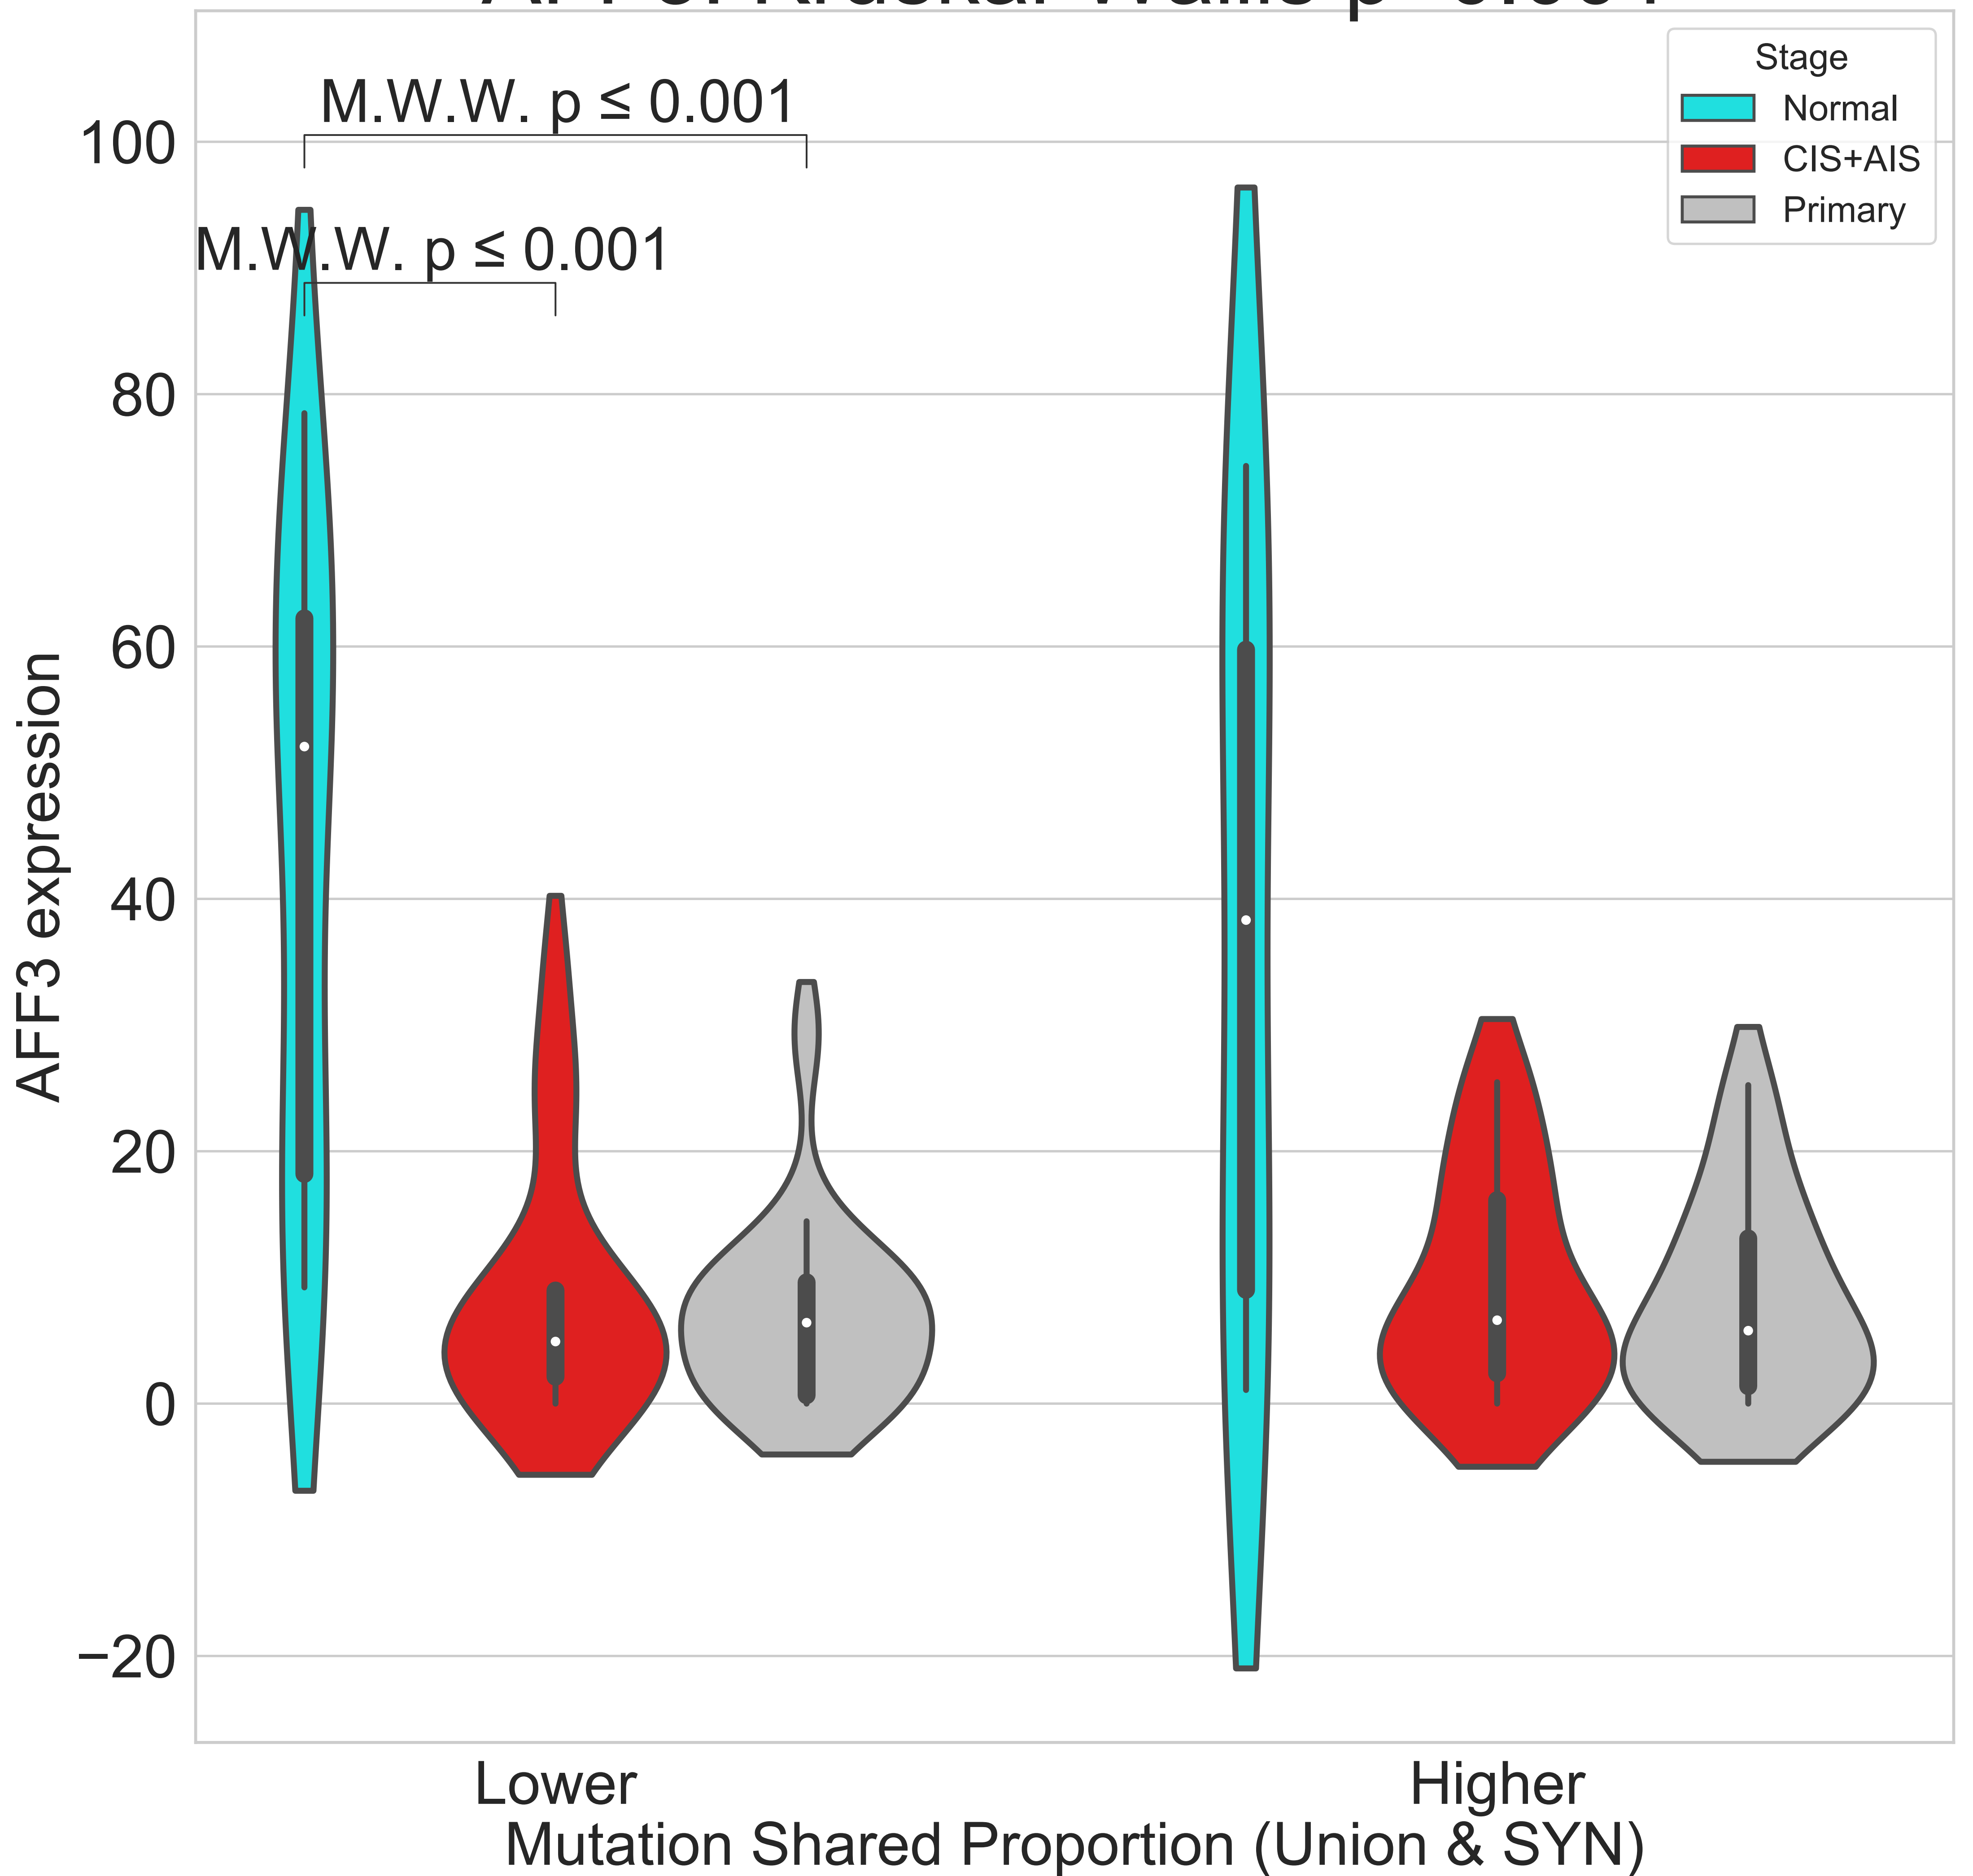 M.W.W. p ≤ 0.001
M.W.W. p ≤ 0.001
Stage
Normal
CIS+AIS
Primary
100
80
60
40
20
0
−20
AFF3 expression
Lower
Higher
Mutation Shared Proportion (Union & SYN)